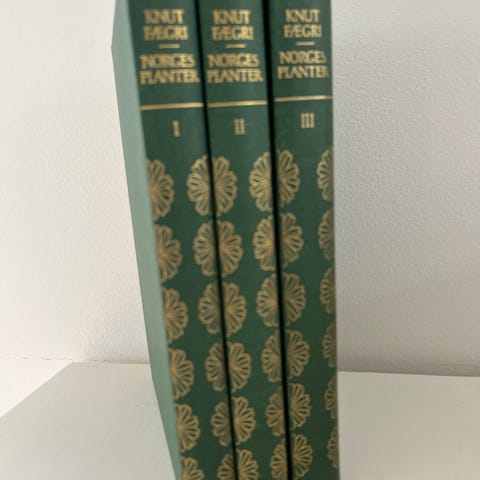 KNUT
FÆGRI
NORGES
PLANTER
I
KNUT
FÆGRI
NORGES
PLANTER
II
KNUT
FÆGRI
NORGES
PLANTER
III